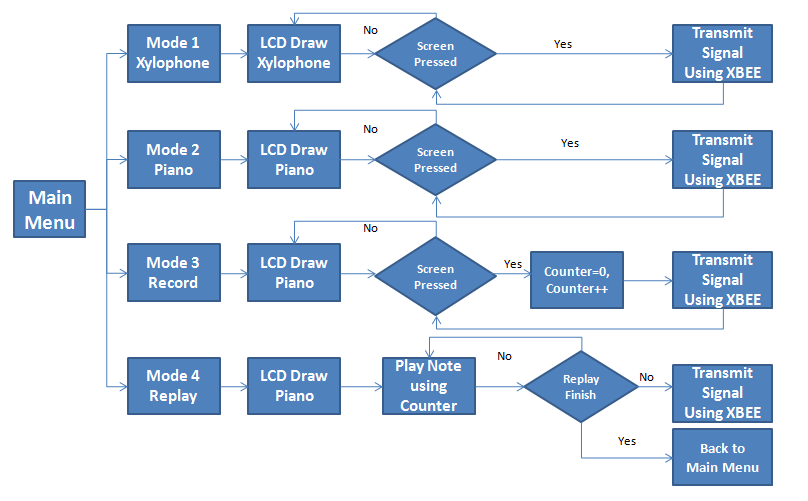 Main
Menu
Mode 1
Xylophone
LCD Draw
Xylophone
No
Screen
Pressed
Yes
Transmit
Signal
Using XBEE
Mode 2
Piano
LCD Draw
Piano
No
Screen
Pressed
Yes
Transmit
Signal
Using XBEE
Mode 3
Record
LCD Draw
Piano
No
Screen
Pressed
Yes
Counter=0,
Counter++
Transmit
Signal
Using XBEE
Mode 4
Replay
LCD Draw
Piano
Play Note
using
Counter
No
Replay
Finish
No
Transmit
Signal
Using XBEE
Yes
Back to
Main Menu